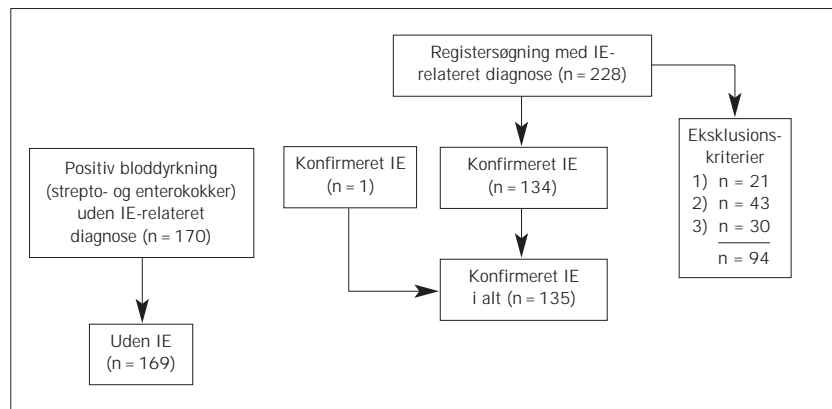 Registersøgning med IE-
relateret diagnose (n = 228)
Eksklusions-
kriterier
1) n = 21
2) n = 43
3) n = 30
n = 94
Positiv bloddyrkning
(strepto- og enterokokker)
uden IE-relateret
diagnose (n = 170)
Konfirmeret IE
(n = 1)
Konfirmeret IE
(n = 134)
Konfirmeret IE
i alt (n = 135)
Uden IE
(n = 169)